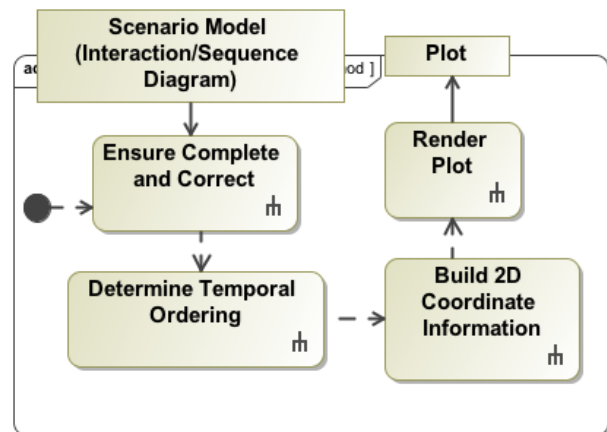 Scenario Model
(Interaction/Sequence
Diagram)
Plot
Ensure Complete
and Correct
Render
Plot
Determine Temporal
Ordering
Build 2D
Coordinate
Information